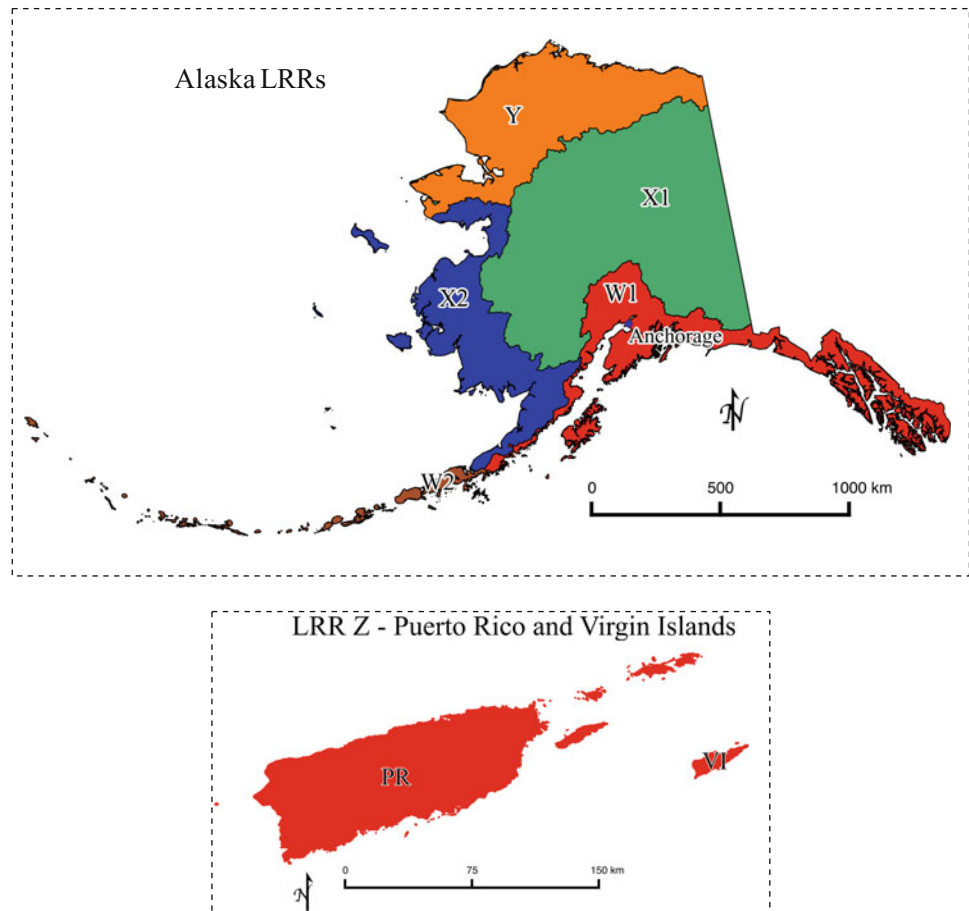 Alaska LRRs
Y
X1
X2
W1
Anchorage
N
W2
0 500 1000 km
LRR Z - Puerto Rico and Virgin Islands
PR
VI
0 75 150 km
N